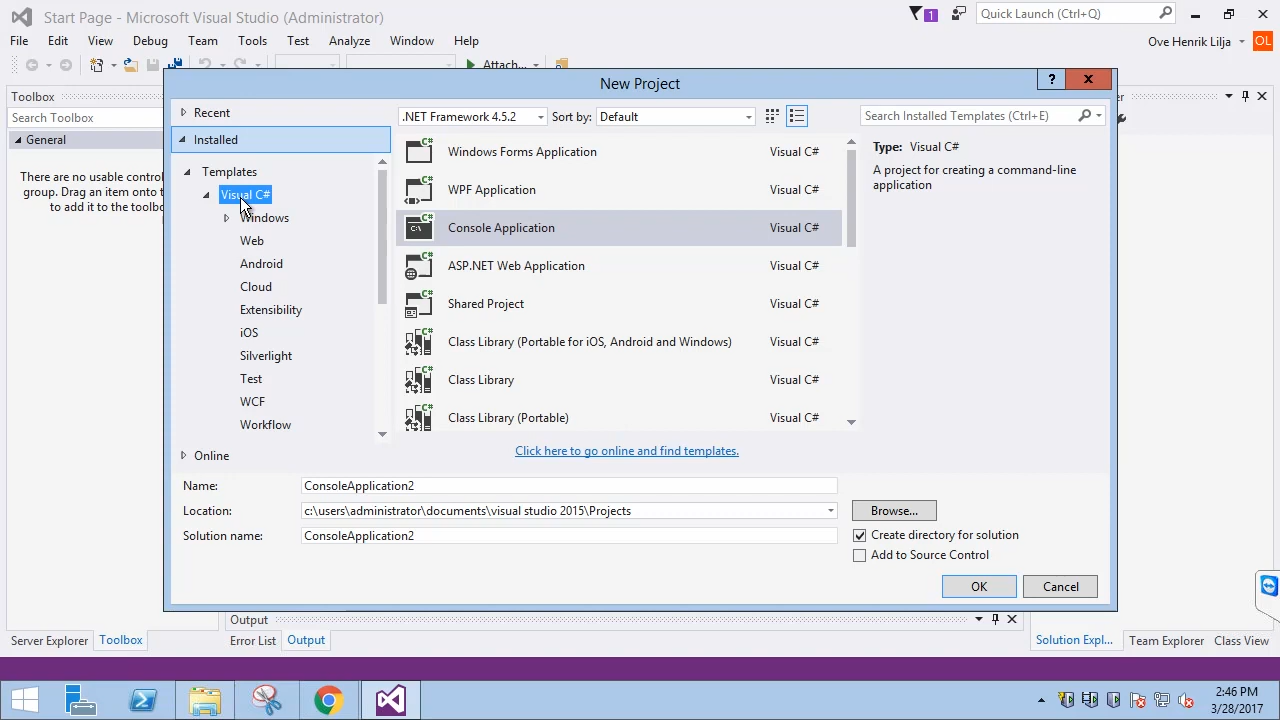 Start Page - Microsoft Visual Studio (Administrator)
1
Quick Launch (Ctrl+Q)
File Edit View Debug Team Tools Test Analyze Window Help
Ove Henrik Lilja OL
Attach...
Toolbox
Search Toolbox
General
There are no usable control
group. Drag an item onto t
to add it to the toolbo
New Project
?
Recent
Installed
Templates
Visual C#
Windows
Web
Android
Cloud
Extensibility
iOS
Silverlight
Test
WCF
Workflow
Online
.NET Framework 4.5.2 Sort by: Default
Search Installed Templates (Ctrl+E)
Windows Forms Application Visual C#
WPF Application Visual C#
Console Application Visual C#
ASP.NET Web Application Visual C#
Shared Project Visual C#
Class Library (Portable for iOS, Android and Windows) Visual C#
Class Library Visual C#
Class Library (Portable) Visual C#
Type: Visual C#
A project for creating a command-line
application
Click here to go online and find templates.
Name: ConsoleApplication2
Location: c:\users\administrator\documents\visual studio 2015\Projects Browse...
Solution name: ConsoleApplication2
Create directory for solution
Add to Source Control
OK Cancel
Output
Server Explorer Toolbox
Error List Output
Solution Expl... Team Explorer Class View
2:46 PM
3/28/2017